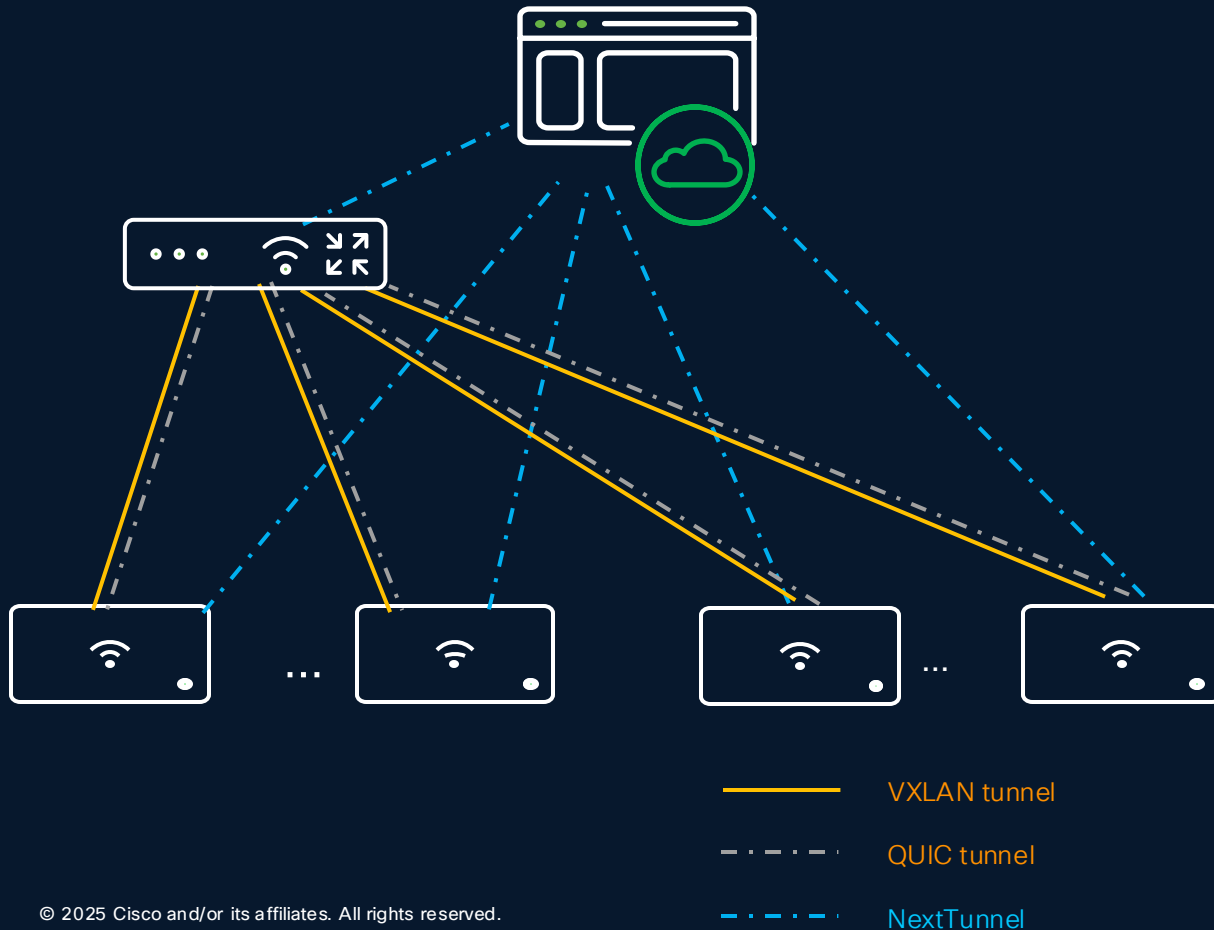 ...
...
VXLAN tunnel
QUIC tunnel
© 2025 Cisco and/or its affiliates. All rights reserved.
NextTunnel